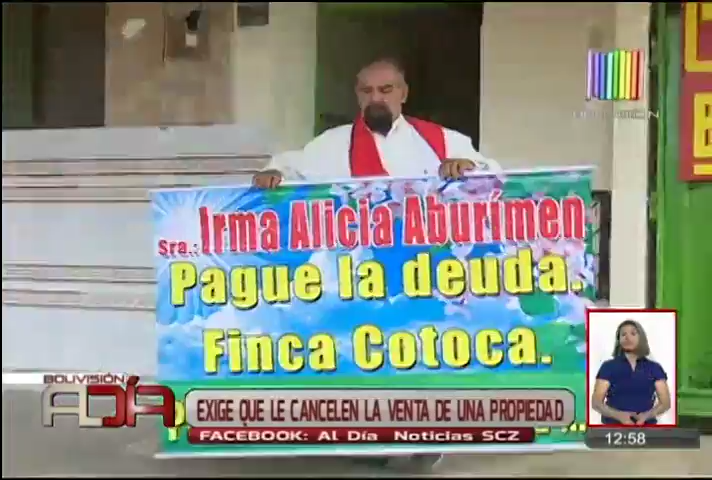 BOLIVISIÓN
Sra.: Irma Alicia Aburímen
Pague la deuda.
Finca Cotoca.
BOLIVISIÓN
AL DÍA
EXIGE QUE LE CANCELEN LA VENTA DE UNA PROPIEDAD
FACEBOOK: Al Día Noticias SCZ
12:58